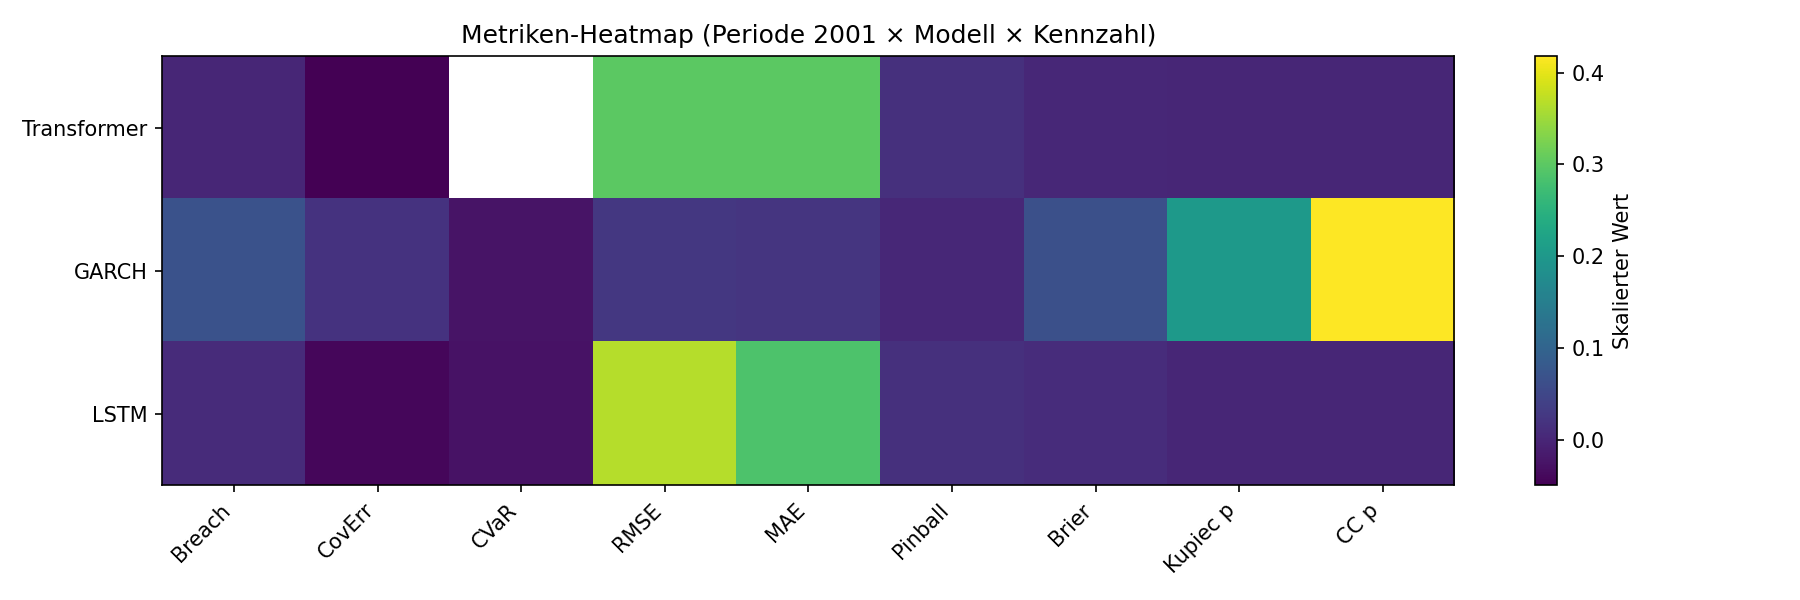 Metriken-Heatmap (Periode 2001 × Modell × Kennzahl)
Transformer
GARCH
LSTM
Breach
CovErr
CVaR
RMSE
MAE
Pinball
Brier
Kupiec p
CC p
0.4
0.3
0.2
0.1
0.0
Skalierter Wert